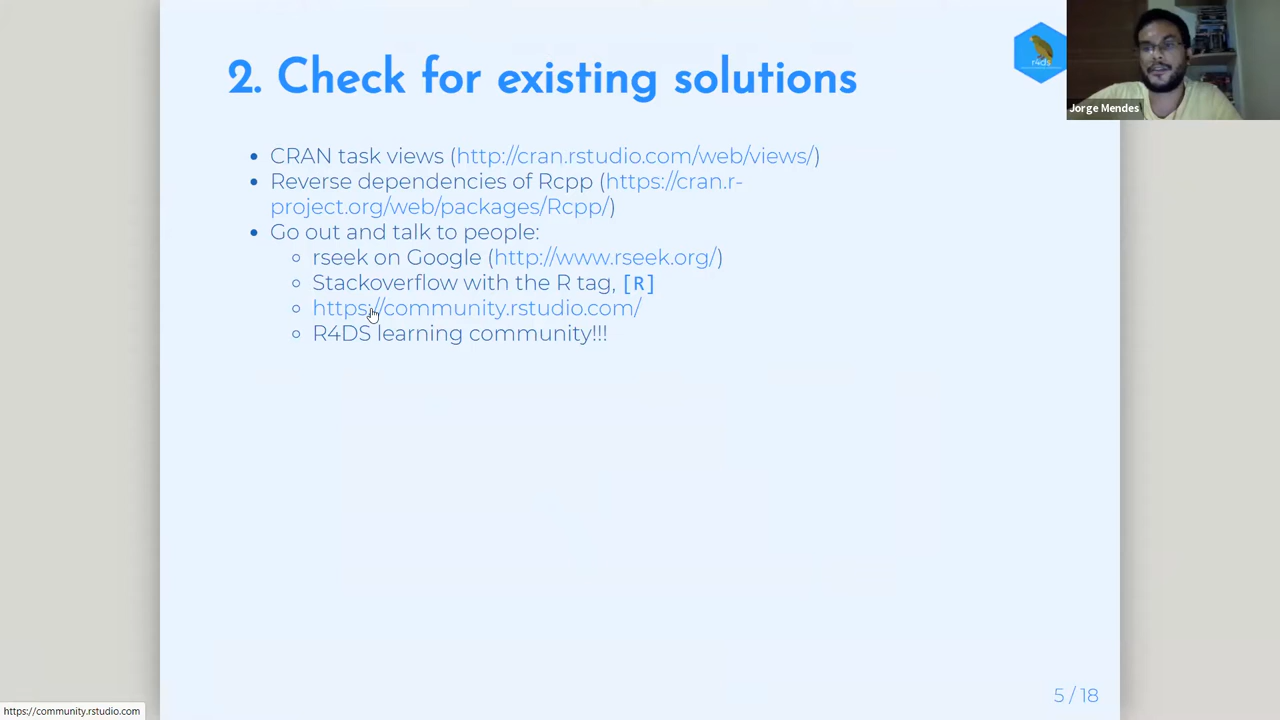 2. Check for existing solutions
r4ds
Jorge Mendes
CRAN task views (http://cran.rstudio.com/web/views/)
Reverse dependencies of Rcpp (https://cran.r-
project.org/web/packages/Rcpp/)
Go out and talk to people:
rseek on Google (http://www.rseek.org/)
Stackoverflow with the R tag, [R]
https://community.rstudio.com/
R4DS learning community!!!
5 / 18
https://community.rstudio.com